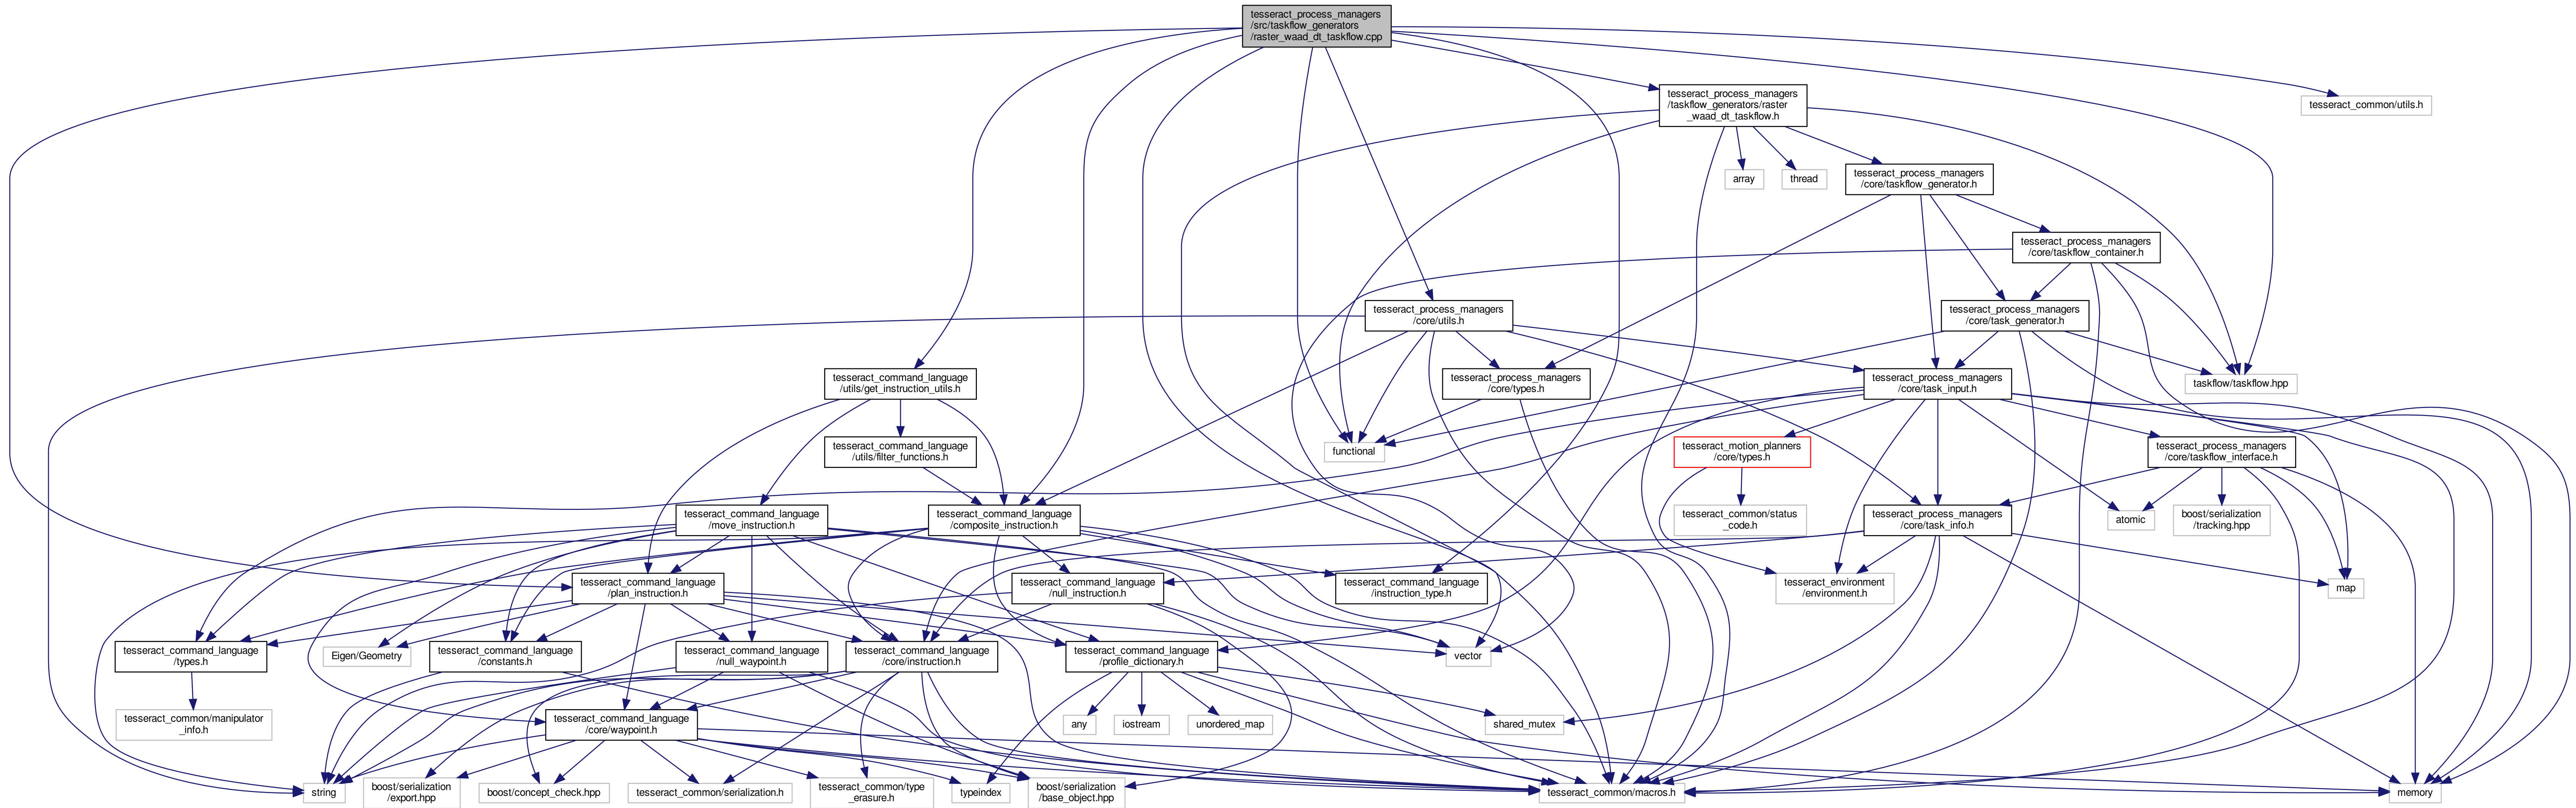 tesseract_process_managers
/src/taskflow_generators
/raster_waad_dt_taskflow.cpp
tesseract_process_managers
/taskflow_generators/raster
_waad_dt_taskflow.h
tesseract_common/utils.h
array
thread
tesseract_process_managers
/core/taskflow_generator.h
tesseract_process_managers
/core/taskflow_container.h
tesseract_process_managers
/core/utils.h
tesseract_process_managers
/core/task_generator.h
tesseract_command_language
/utils/get_instruction_utils.h
tesseract_process_managers
/core/types.h
tesseract_process_managers
/core/task_input.h
taskflow/taskflow.hpp
tesseract_command_language
/utils/filter_functions.h
functional
tesseract_motion_planners
/core/types.h
tesseract_process_managers
/core/taskflow_interface.h
tesseract_command_language
/move_instruction.h
tesseract_command_language
/composite_instruction.h
tesseract_common/status
_code.h
tesseract_process_managers
/core/task_info.h
atomic
boost/serialization
/tracking.hpp
tesseract_command_language
/plan_instruction.h
tesseract_command_language
/null_instruction.h
tesseract_command_language
/instruction_type.h
tesseract_environment
/environment.h
map
tesseract_command_language
/types.h
Eigen/Geometry
tesseract_command_language
/constants.h
tesseract_command_language
/null_waypoint.h
tesseract_command_language
/core/instruction.h
tesseract_command_language
/profile_dictionary.h
vector
tesseract_common/manipulator
_info.h
tesseract_command_language
/core/waypoint.h
any
iostream
unordered_map
shared_mutex
string
boost/serialization
/export.hpp
boost/concept_check.hpp
tesseract_common/serialization.h
tesseract_common/type
_erasure.h
typeindex
boost/serialization
/base_object.hpp
tesseract_common/macros.h
memory